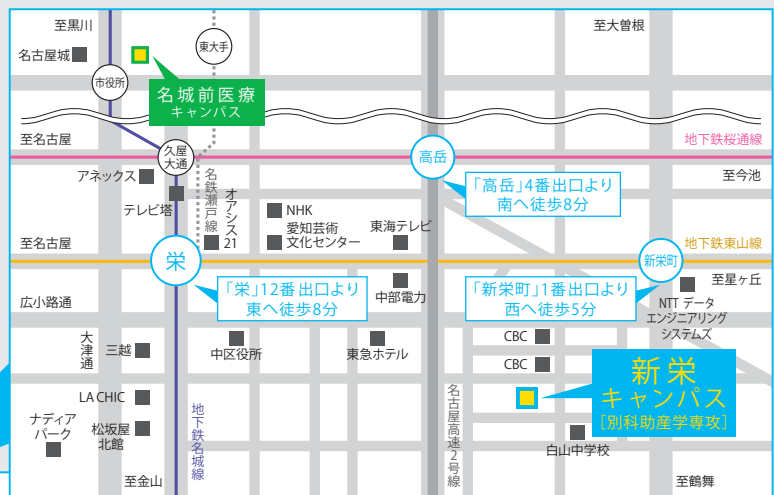 至黒川
至大曽根
名古屋城
東大手
市役所
名城前医療
キャンパス
至名古屋
久屋
大通
高岳
地下鉄桜通線
アネックス
名鉄瀬戸線
「高岳」4番出口より
南へ徒歩8分
至今池
テレビ塔
オアシス
21
NHK
愛知芸術
文化センター
東海テレビ
至名古屋
栄
新栄町
地下鉄東山線
「栄」12番出口より
東へ徒歩8分
中部電力
「新栄町」1番出口より
西へ徒歩5分
至星ヶ丘
広小路通
NTT データ
エンジニアリング
システムズ
大津通
三越
中区役所
東急ホテル
CBC
CBC
新栄
キャンパス
[別科助産学専攻]
LA CHIC
ナディア
パーク
松坂屋
北館
地下鉄名城線
名古屋高速2号線
白山中学校
至金山
至鶴舞